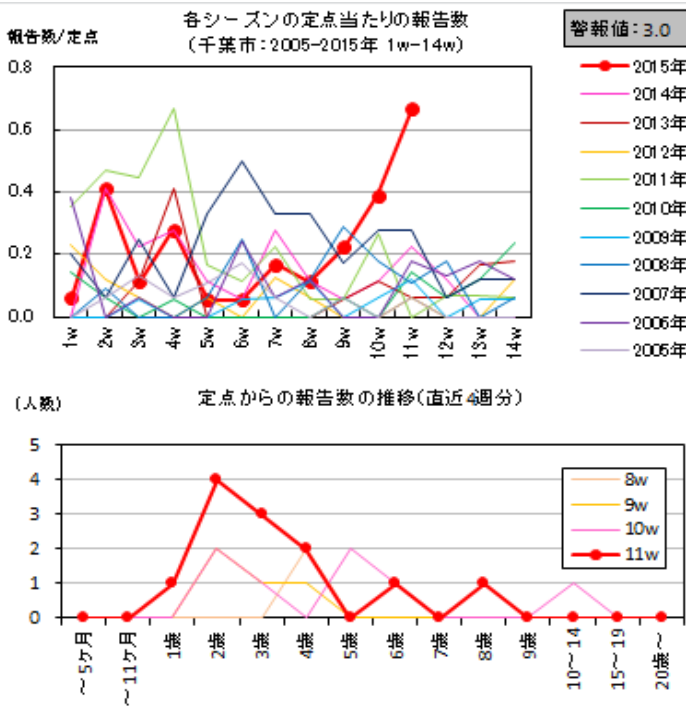 各シーズンの定点当たりの報告数
(千葉市:2005-2015年 1w-14w)
報告数/定点
警報値:3.0
0.8
0.6
0.4
0.2
0.0
1w
2w
3w
4w
5w
6w
7w
8w
9w
10w
11w
12w
13w
14w
2015年
2014年
2013年
2012年
2011年
2010年
2009年
2008年
2007年
2006年
2005年
定点からの報告数の推移(直近4週分)
(人数)
5
4
3
2
1
0
～5ヶ月
～11ヶ月
1歳
2歳
3歳
4歳
5歳
6歳
7歳
8歳
9歳
10～14
15～19
20歳～
8w
9w
10w
11w